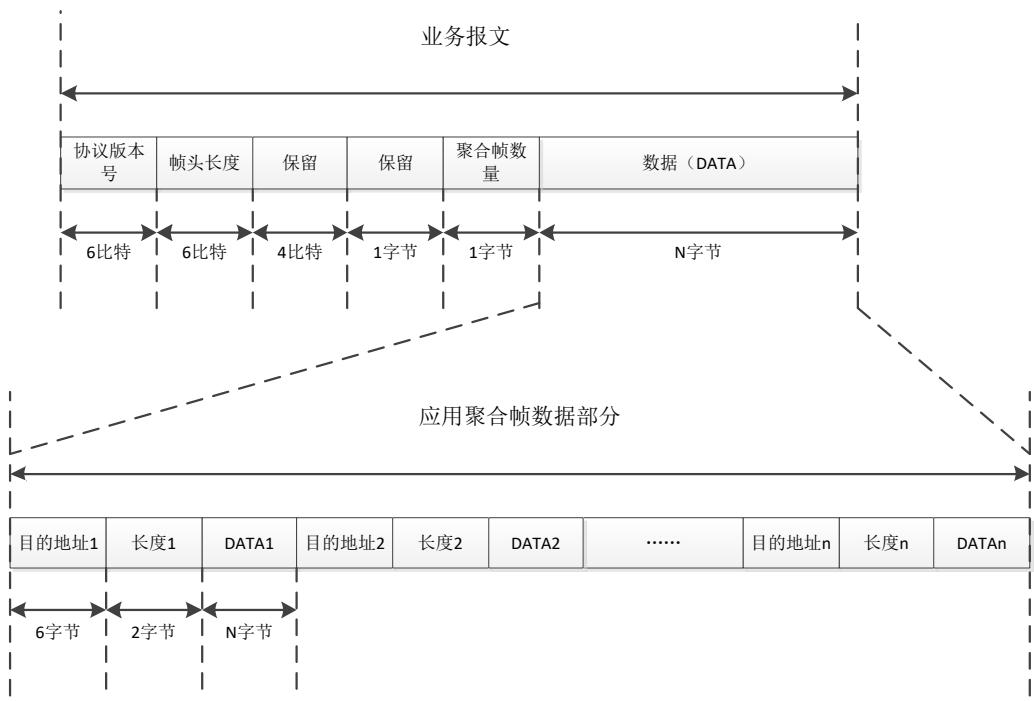 业务报文
协议版本
号
帧头长度
保留
保留
聚合帧数
量
数据（DATA）
6比特
6比特
4比特
1字节
1字节
N字节
应用聚合帧数据部分
目的地址1
长度1
DATA1
目的地址2
长度2
DATA2
……
目的地址n
长度n
DATAn
6字节
2字节
N字节